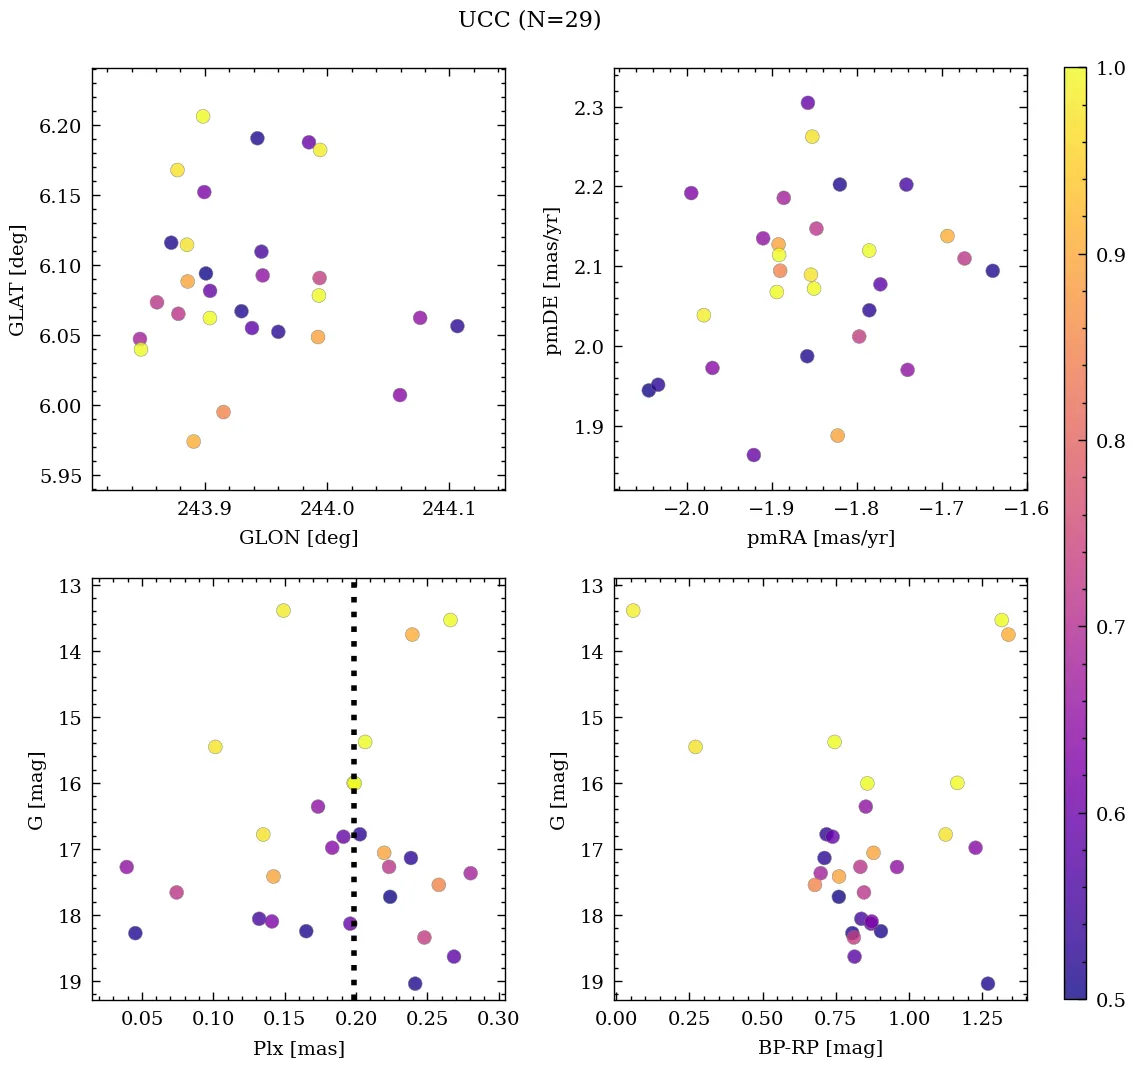 UCC (N=29)
6.20
6.15
6.10
6.05
6.00
5.95
GLAT [deg]
243.9 244.0 244.1
GLON [deg]
2.3
2.2
2.1
2.0
1.9
pmDE [mas/yr]
−2.0 −1.9 −1.8 −1.7 −1.6
pmRA [mas/yr]
13
14
15
16
17
18
19
G [mag]
0.05 0.10 0.15 0.20 0.25 0.30
Plx [mas]
13
14
15
16
17
18
19
G [mag]
0.00 0.25 0.50 0.75 1.00 1.25
BP-RP [mag]
1.0
0.9
0.8
0.7
0.6
0.5